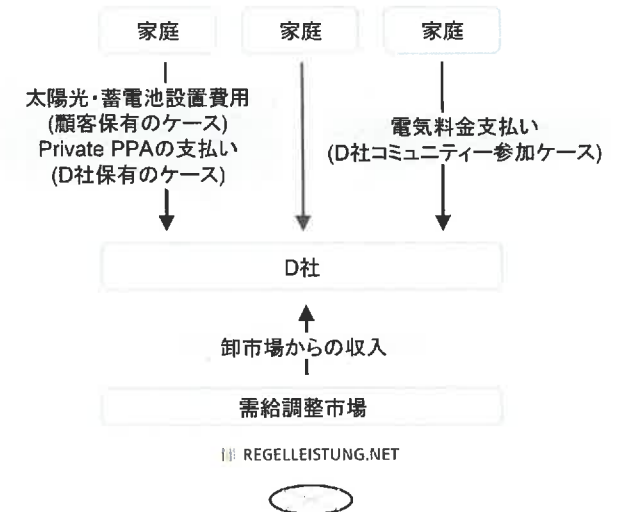 家庭
家庭
家庭
太陽光・蓄電池設置費用
(顧客保有のケース)
Private PPAの支払い
(D社保有のケース)
電気料金支払い
(D社コミュニティー参加ケース)
D社
卸市場からの収入
需給調整市場
REGELLEISTUNG.NET